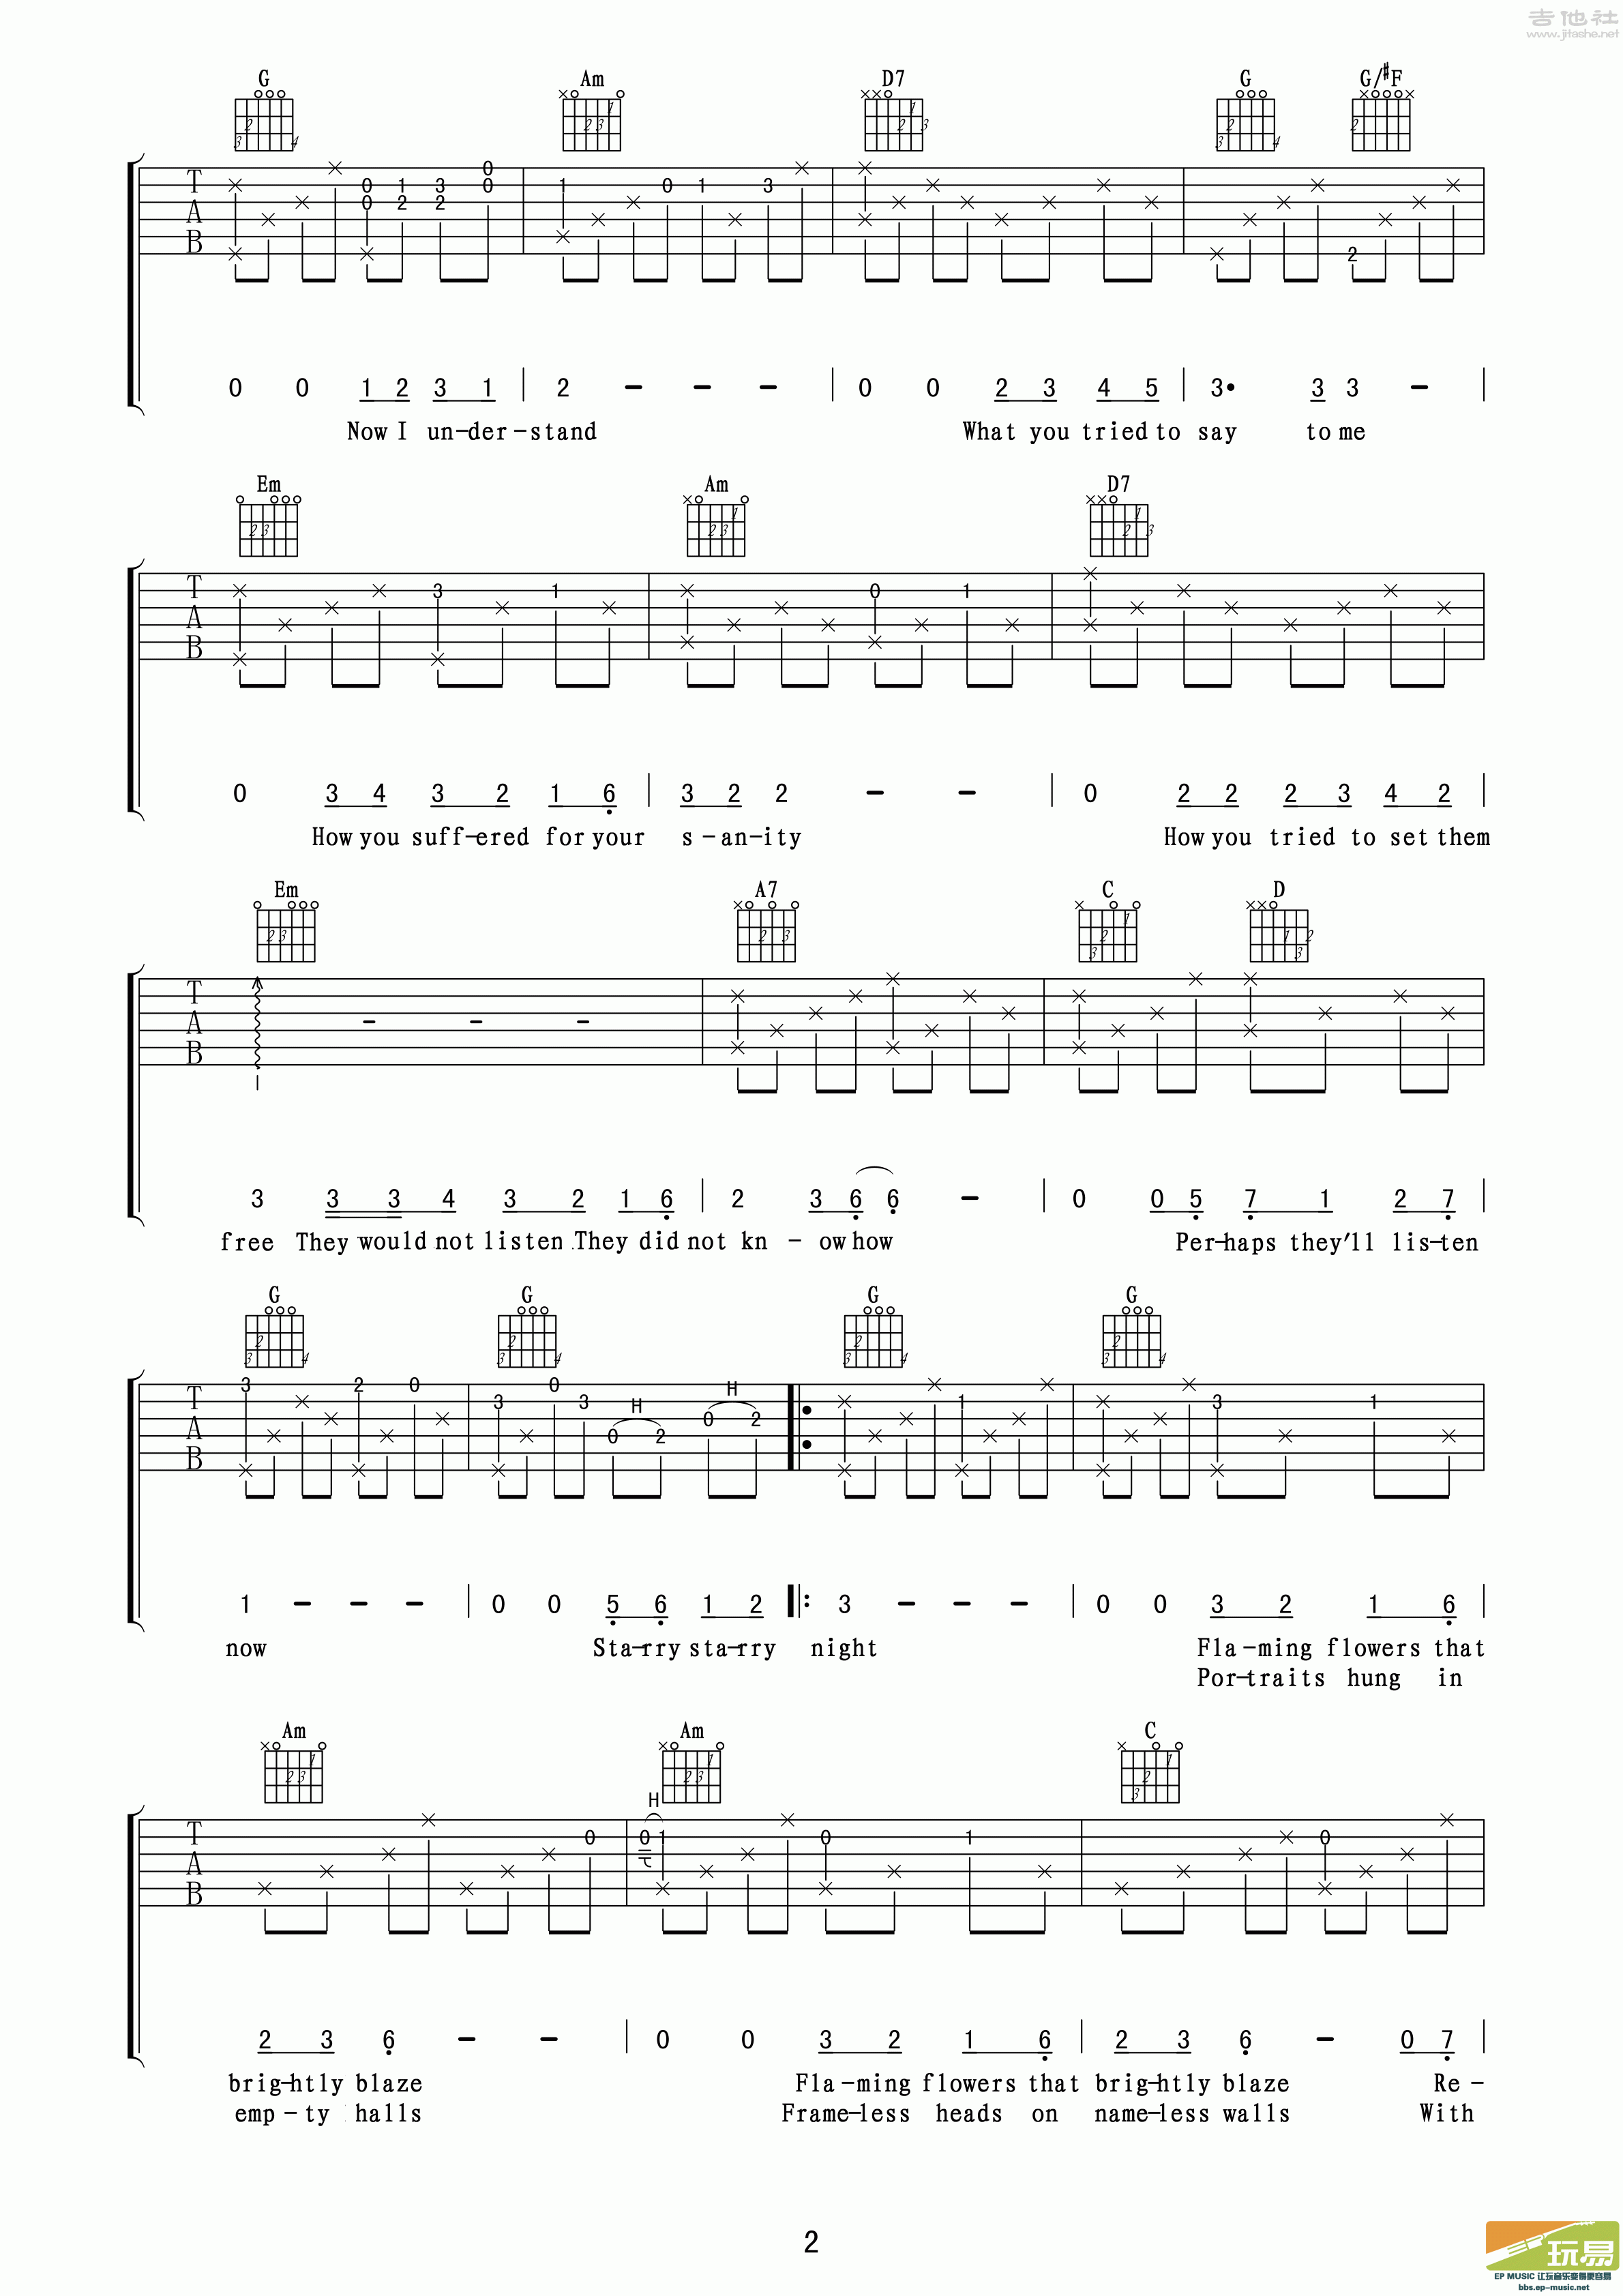 吉他社
www.jitashe.net
G Am D7 G G/#F
0 0 1 2 3 1 2 - - - 0 0 2 3 4 5 3• 3 3 -
Now I un-der-stand What you tried to say to me
Em Am D7
0 3 4 3 2 1 6 3 2 2 - - 0 2 2 2 3 4 2
How you suff-ered for your s-an-ity How you tried to set them
Em A7 C D
3 3 3 4 3 2 1 6 2 3 6 6 - 0 0 5 7 1 2 7
free They would not listen.They did not kn - ow how Per-haps they'll lis-ten
G G G G
H H
1 - - - 0 0 5 6 1 2 3 - - - 0 0 3 2 1 6
now Sta-rry sta-rry night Fla-ming flowers that
Por-traits hung in
Am Am C
H
2 3 6 - - 0 0 3 2 1 6 2 3 6 - 0 7
brig-htly blaze Fla-ming flowers that brig-htly blaze Re-
emp-ty halls Frame-less heads on name-less walls With
2
玩易
EP MUSIC 让玩音乐变得更容易
bbs.ep-music.net